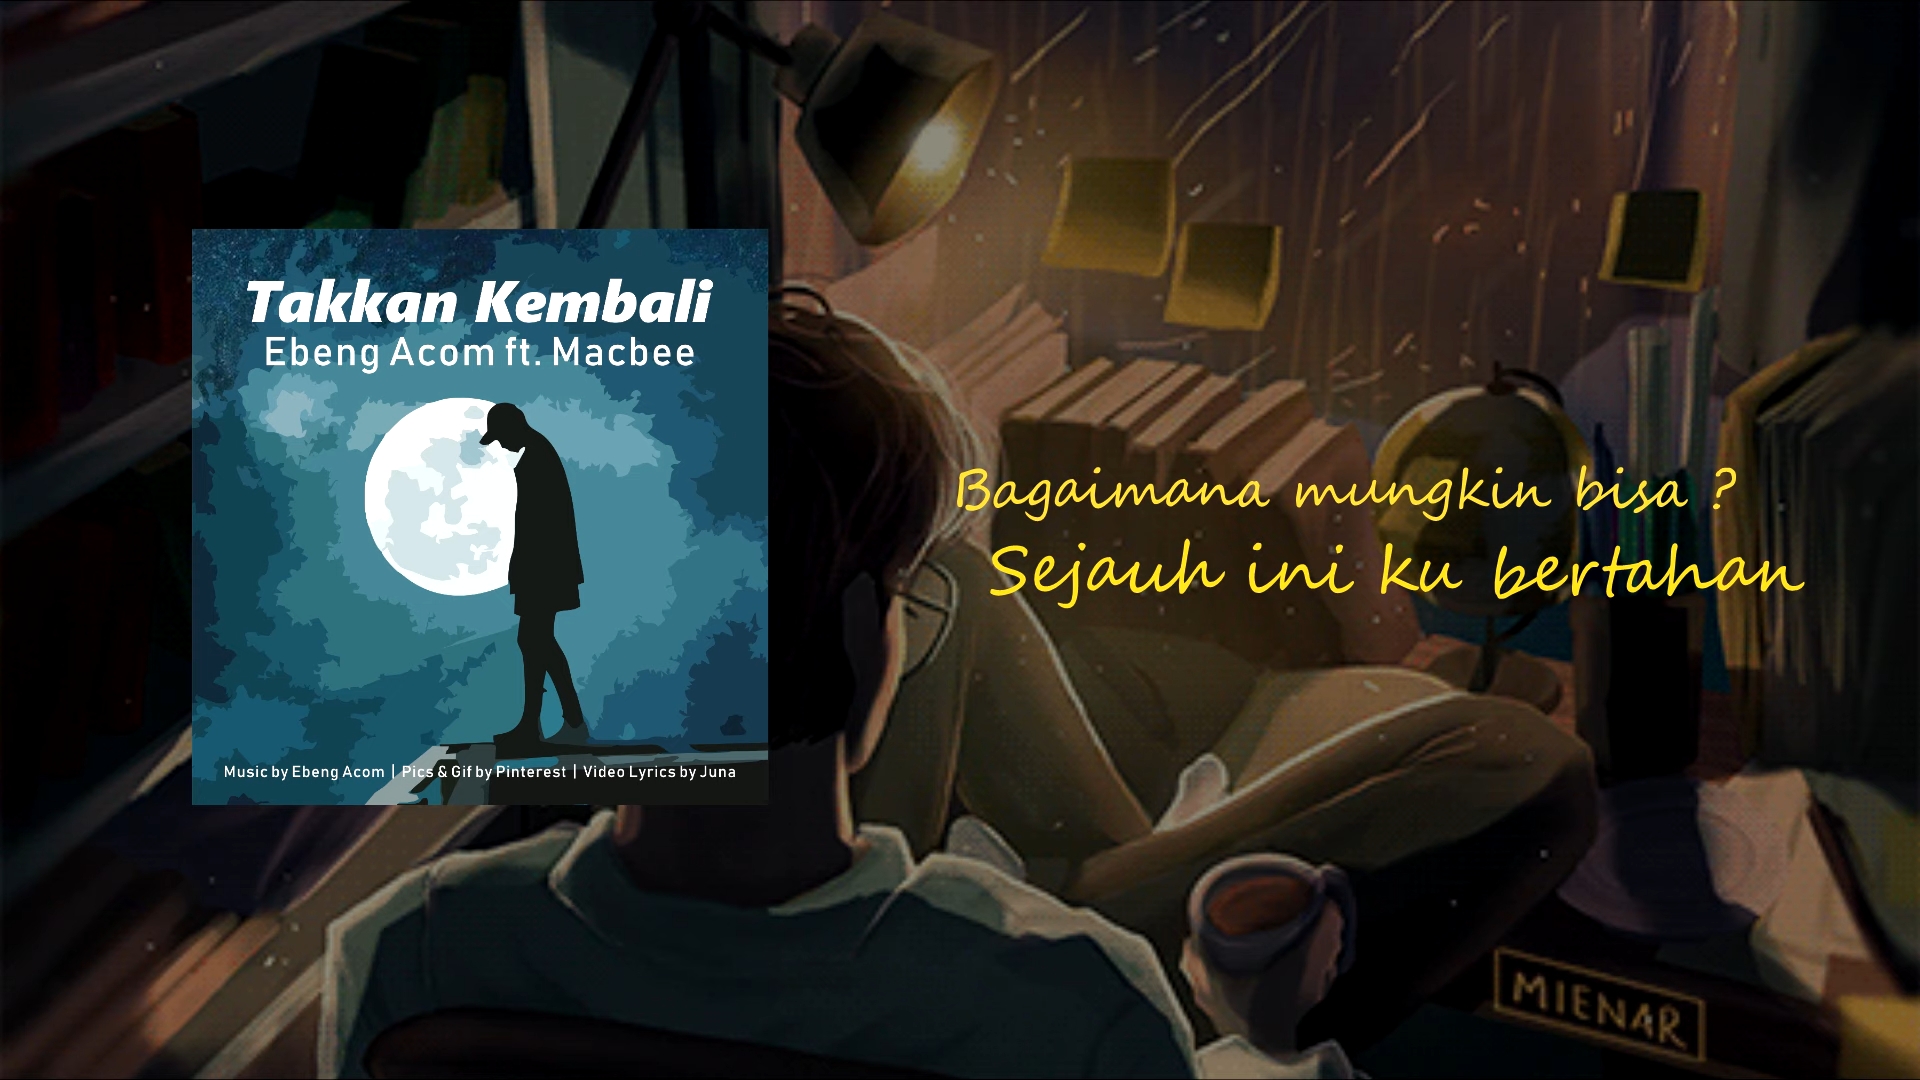 Takkan Kembali
Ebeng Acom ft. Macbee
Music by Ebeng Acom | Pics & Gif by Pinterest | Video Lyrics by Juna
Bagaimana mungkin bisa ?
Sejauh ini ku bertahan
MIENAR